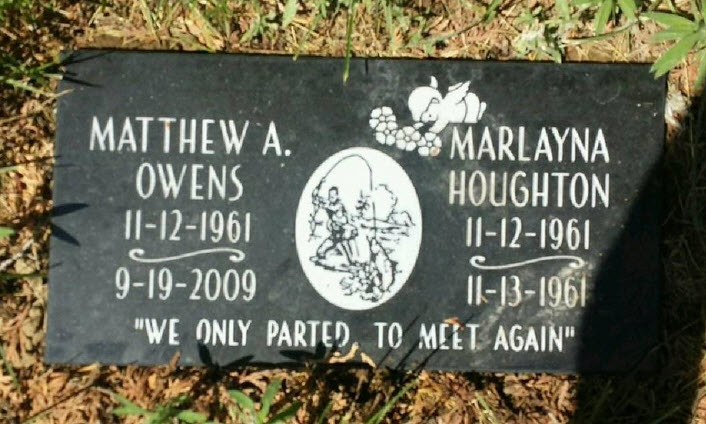 MATTHEW A.
OWENS
11-12-1961
9-19-2009
MARLAYNA
HOUGHTON
11-12-1961
11-13-1961
"WE ONLY PARTED, TO MEET AGAIN"